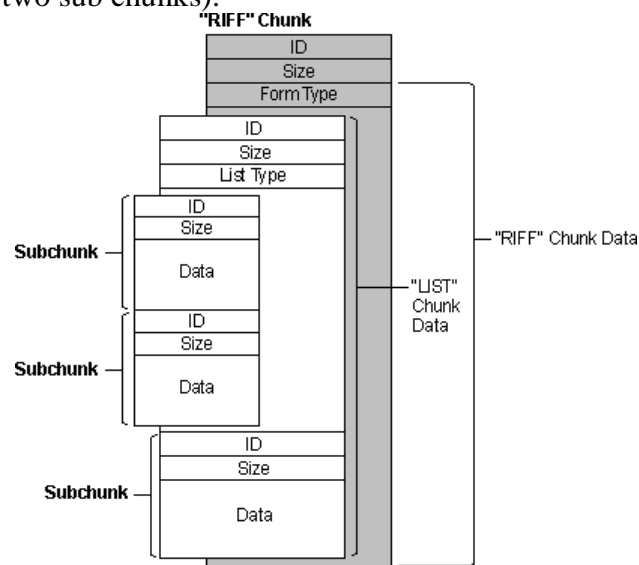 two sub chunks).
"RIFF" Chunk
ID
Size
Form Type
ID
Size
List Type
ID
Size
Data
Subchunk
ID
Size
Data
Subchunk
ID
Size
Data
Subchunk
"LIST"
Chunk
Data
"RIFF" Chunk Data